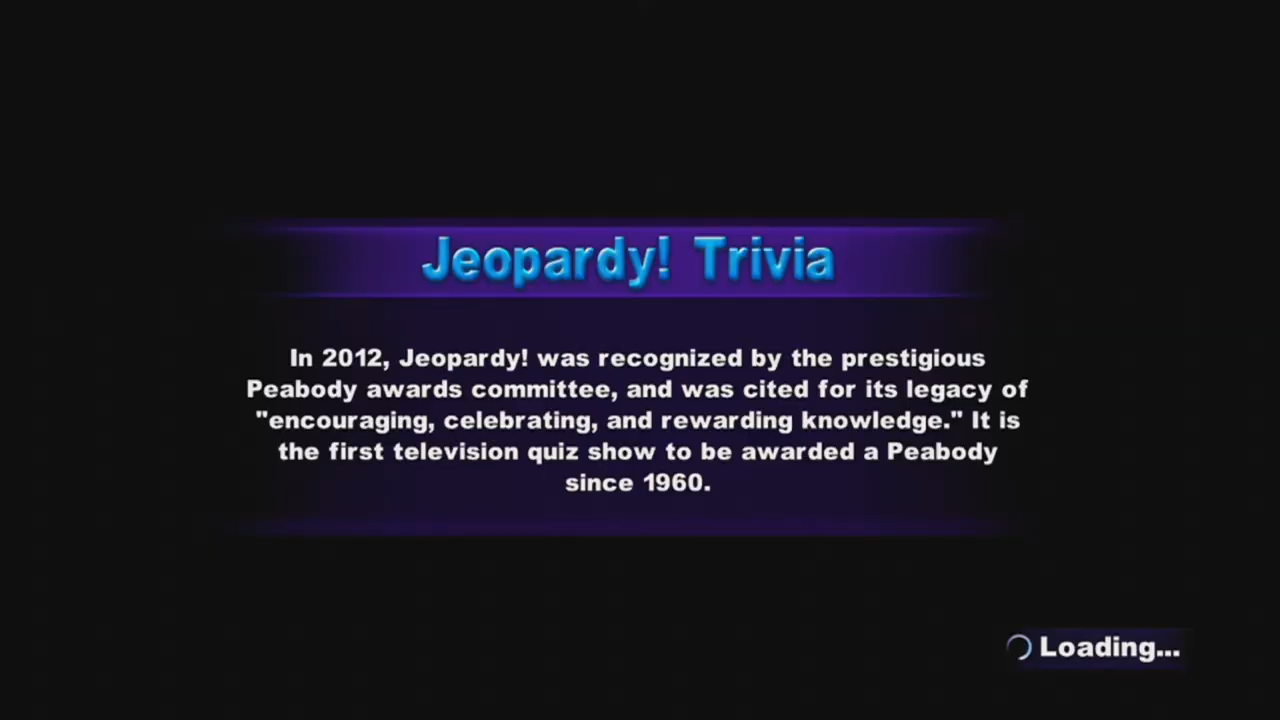 Jeopardy! Trivia
In 2012, Jeopardy! was recognized by the prestigious
Peabody awards committee, and was cited for its legacy of
"encouraging, celebrating, and rewarding knowledge." It is
the first television quiz show to be awarded a Peabody
since 1960.
Loading...